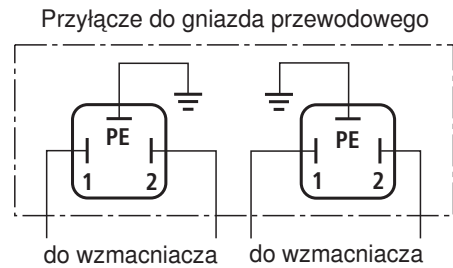 Przyłącze do gniazda przewodowego
PE PE
1 2 1 2
do wzmacniacza do wzmacniacza